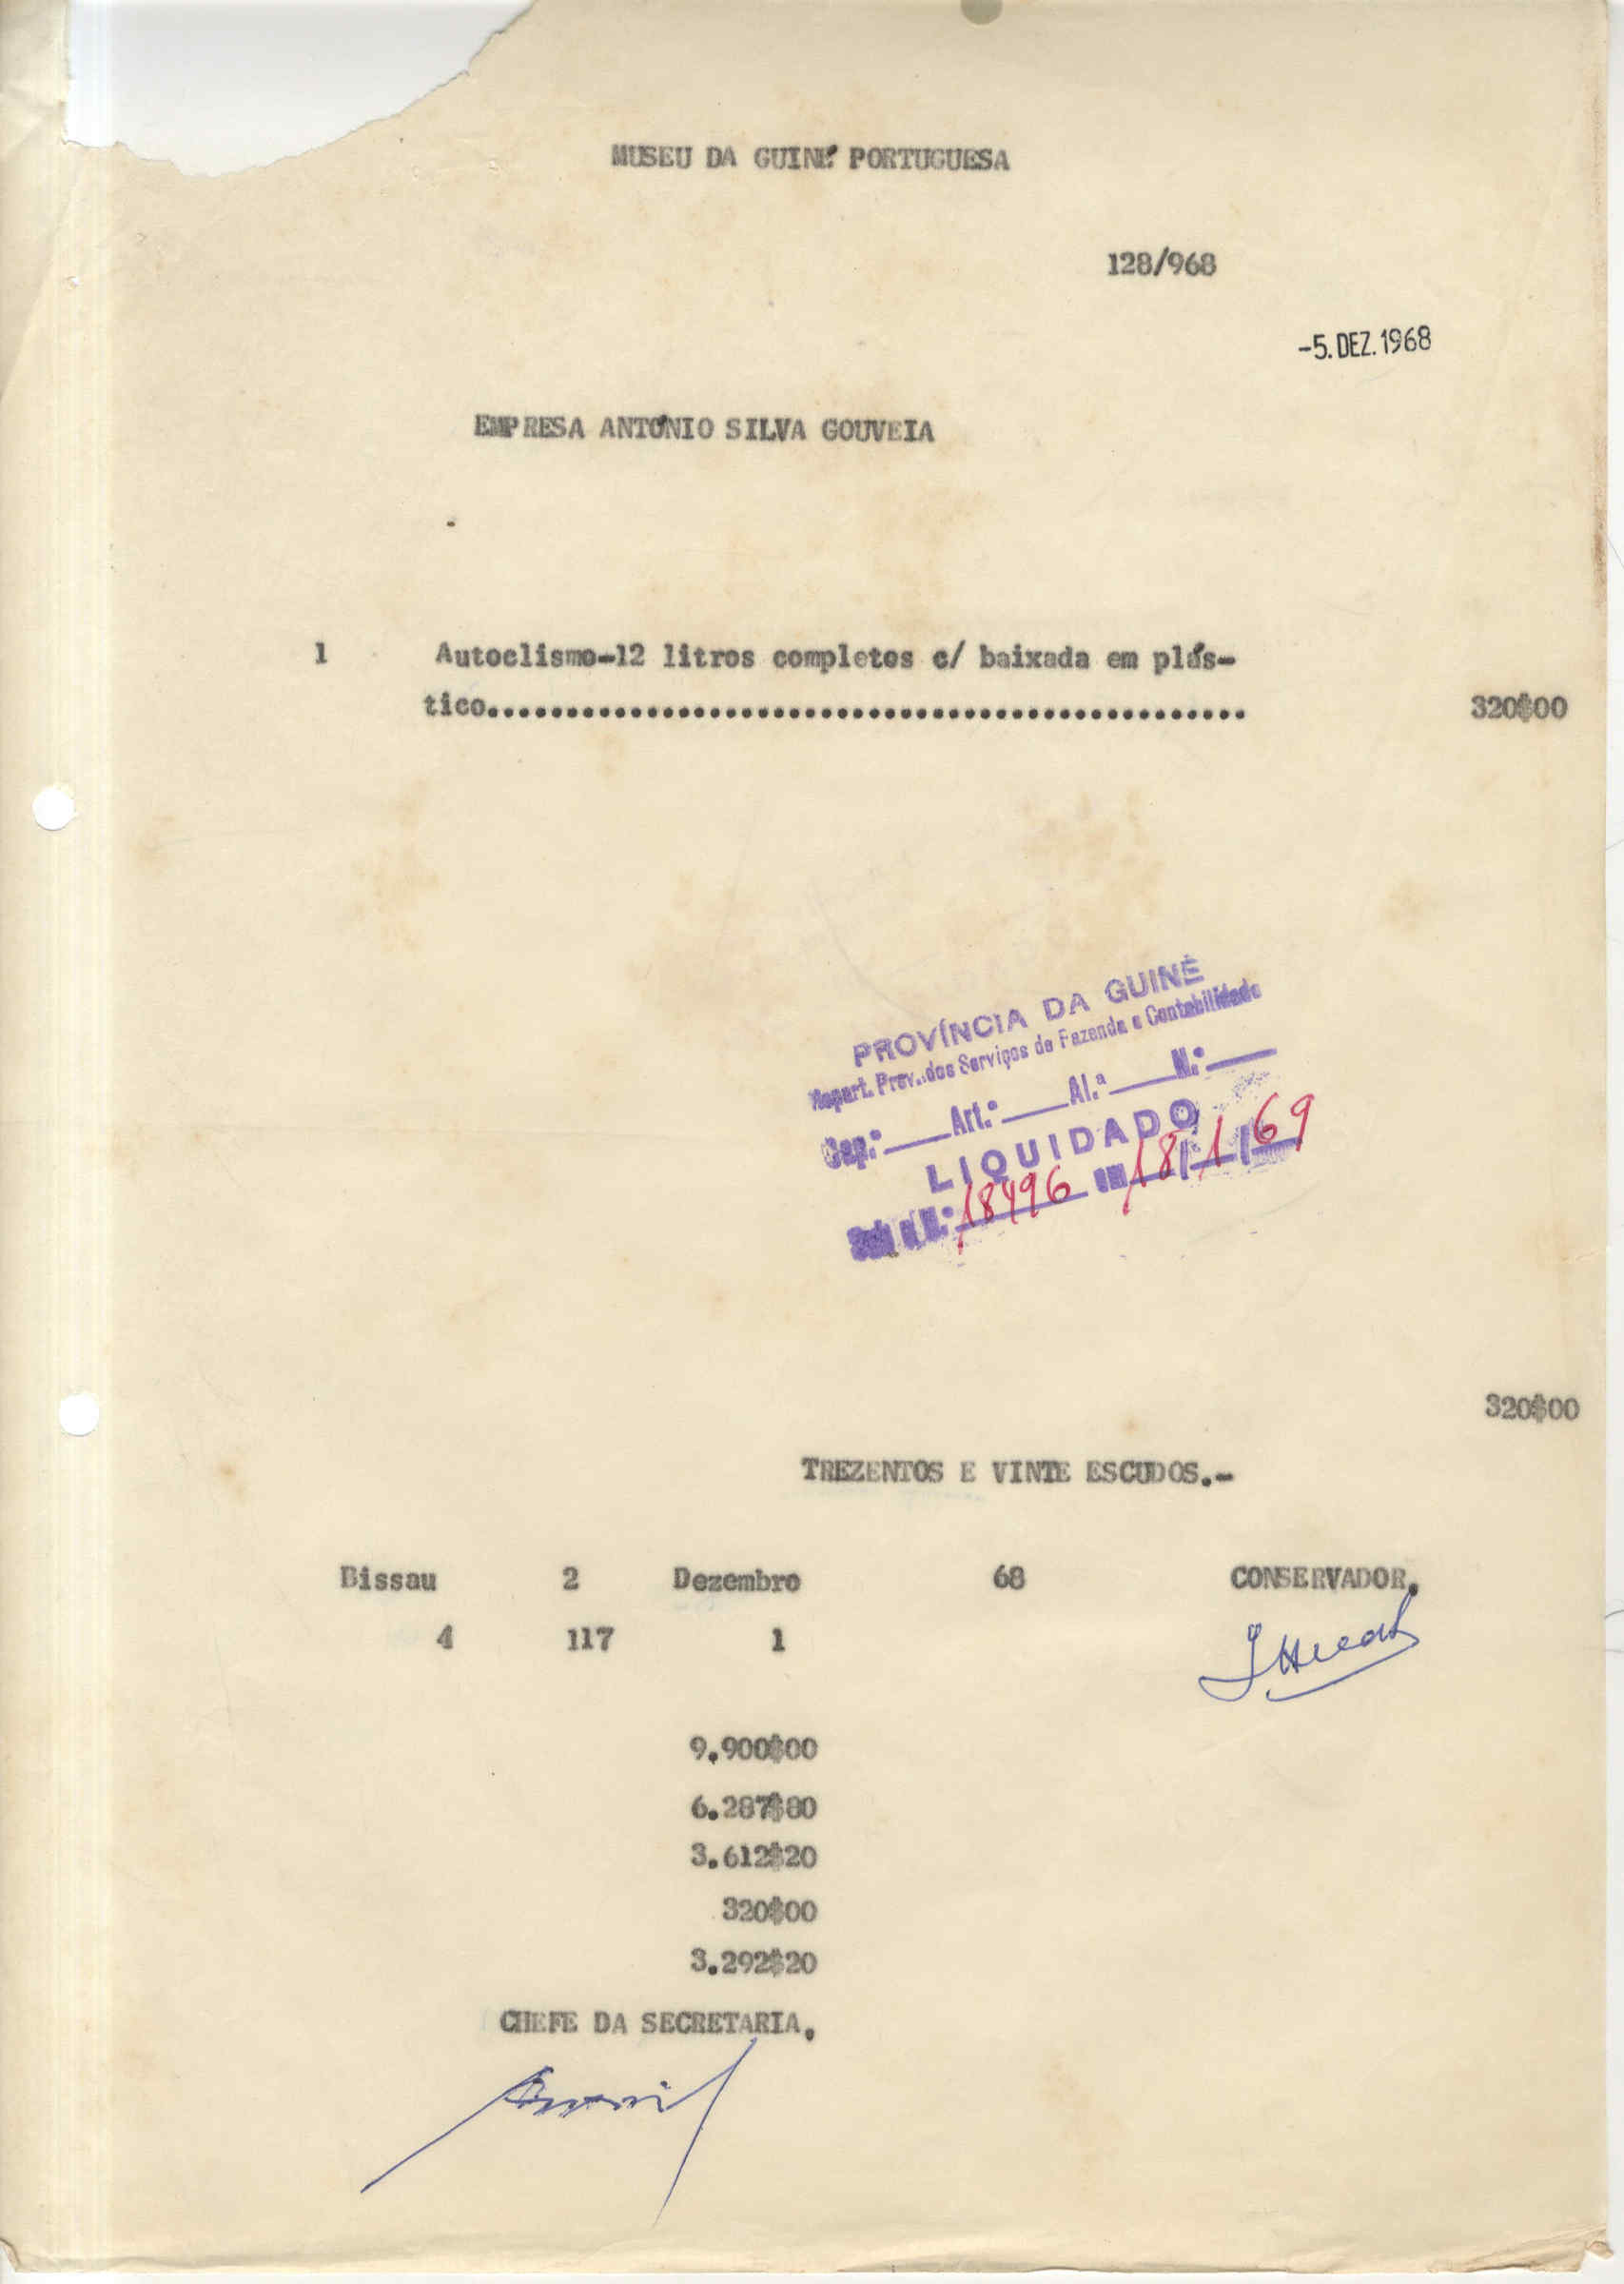 MUSEU DA GUINÉ PORTUGUESA
128/968
-5. DEZ. 1968
EMPRESA ANTÓNIO SILVA GOUVEIA
1 Autoclismo-12 litros completos c/ baixada em plás-
tico................................................ 320$00
PROVÍNCIA DA GUINÉ
Repart. Prov. dos Serviços de Fazenda e Contabilidade
Cap.º Art.º Al.ª N.º
LIQUIDADO
N.º 18496 em 18/1/69
320$00
TREZENTOS E VINTE ESCUDOS.-
Bissau 2 Dezembro 68 CONSERVADOR,
4 117 1
9.900$00
6.287$80
3.612$20
320$00
3.292$20
CHEFE DA SECRETARIA,